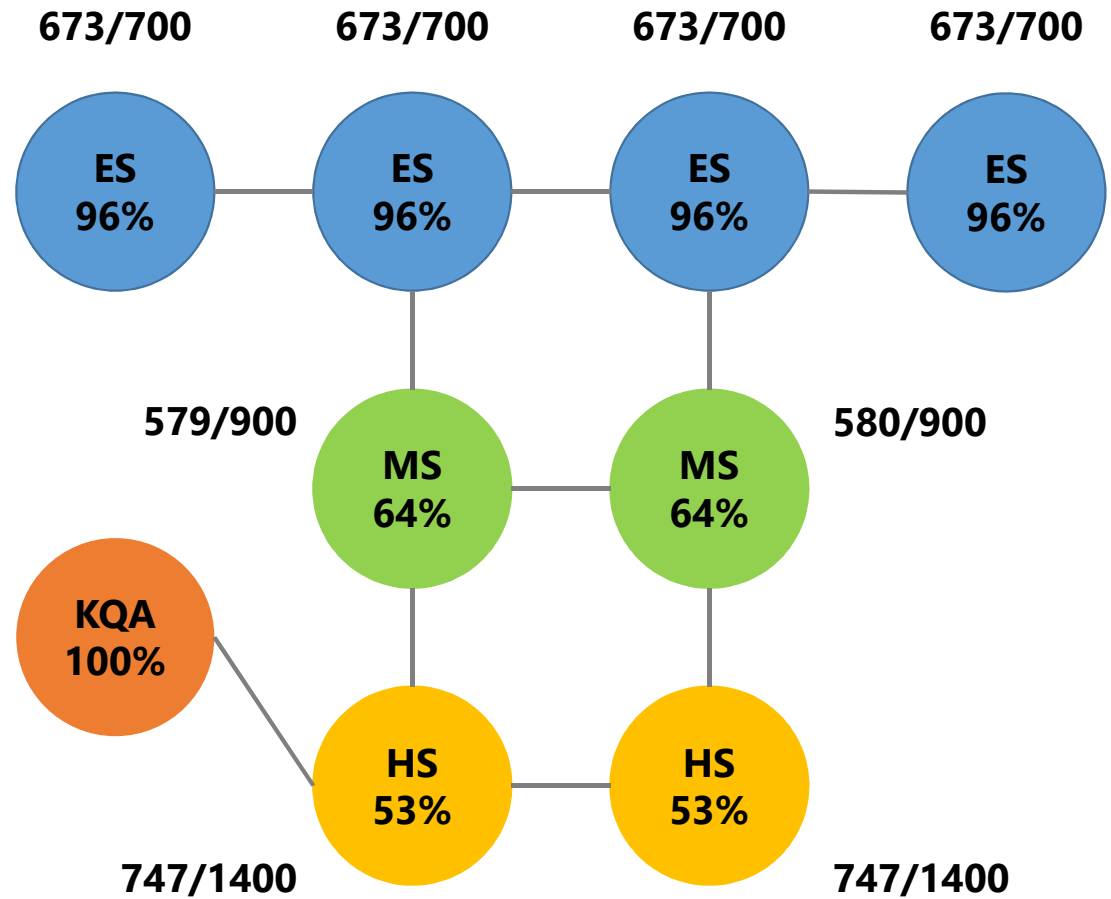 673/700 673/700 673/700 673/700
ES ES ES ES
96% 96% 96% 96%
579/900 580/900
MS MS
64% 64%
KQA
100%
HS HS
53% 53%
747/1400 747/1400